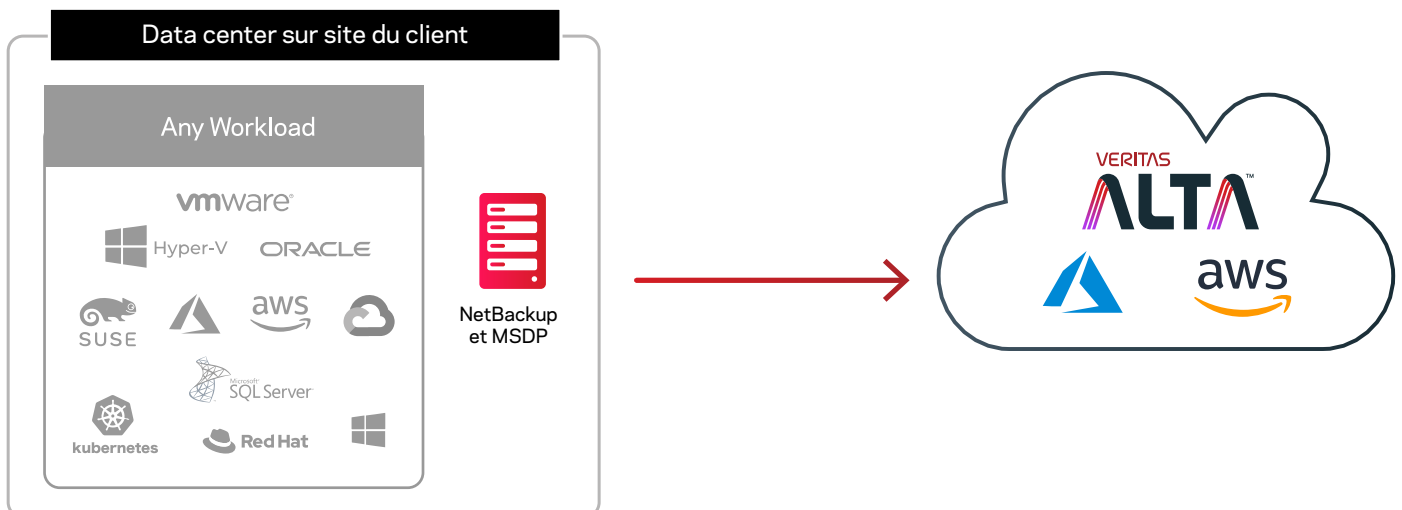 Data center sur site du client
Any Workload
vmware®
Hyper-V
ORACLE
SUSE
aws
NetBackup
et MSDP
Microsoft®
SQL Server®
kubernetes
Red Hat
VERITAS
ALTA™
aws